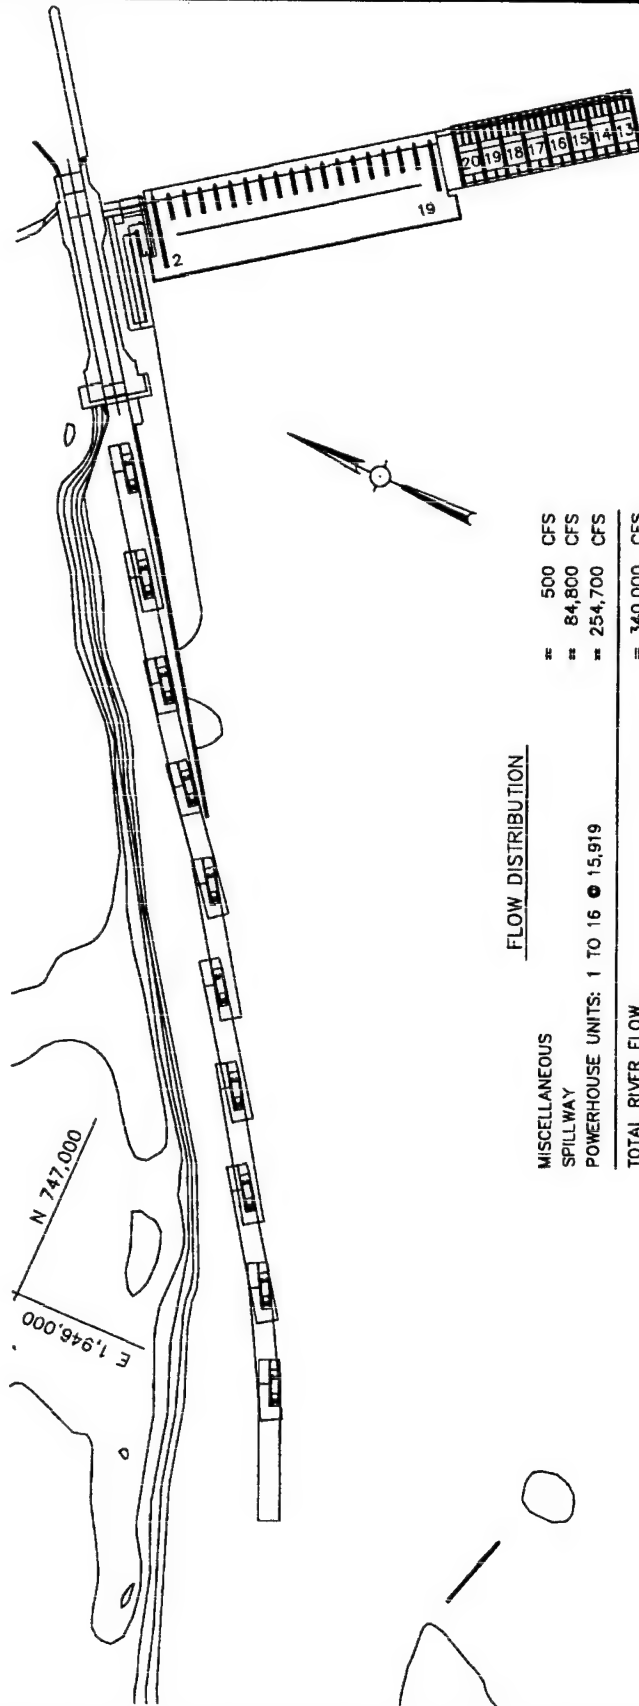 20 19 18 17 16 15 14 13
2
19
N 747,000
E 1,946,000
FLOW DISTRIBUTION
MISCELLANEOUS = 500 CFS
SPILLWAY = 84,800 CFS
POWERHOUSE UNITS: 1 TO 16 @ 15,919 = 254,700 CFS
TOTAL RIVER FLOW = 340,000 CFS